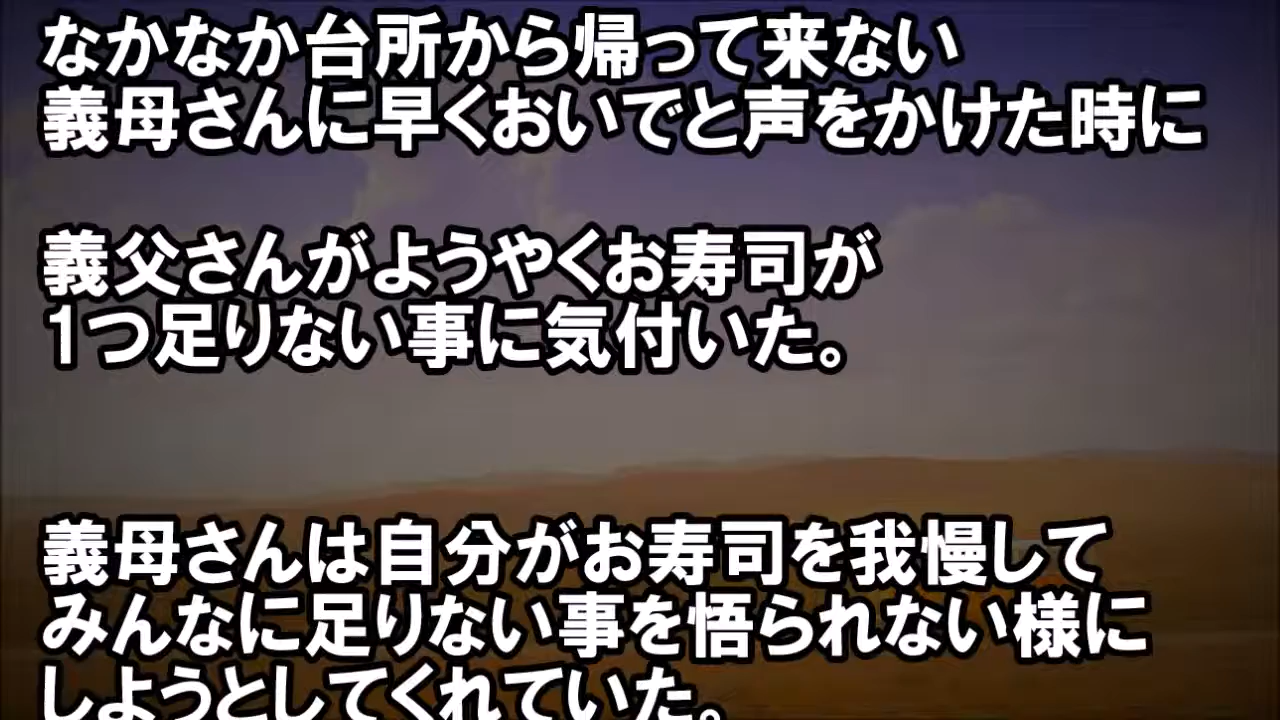 なかなか台所から帰って来ない
義母さんに早くおいでと声をかけた時に
義父さんがようやくお寿司が
1つ足りない事に気付いた。
義母さんは自分がお寿司を我慢して
みんなに足りない事を悟られない様に
しようとしてくれていた。